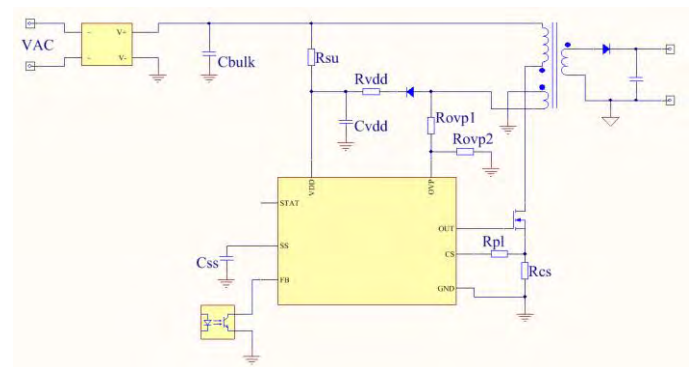 VAC
~ V+
~ V-
Cbulk
Rsu
Rvdd
Cvdd
Rovp1
Rovp2
VDD
OVP
STAT
OUT
SS
CS
Rpl
Css
Rcs
FB
GND